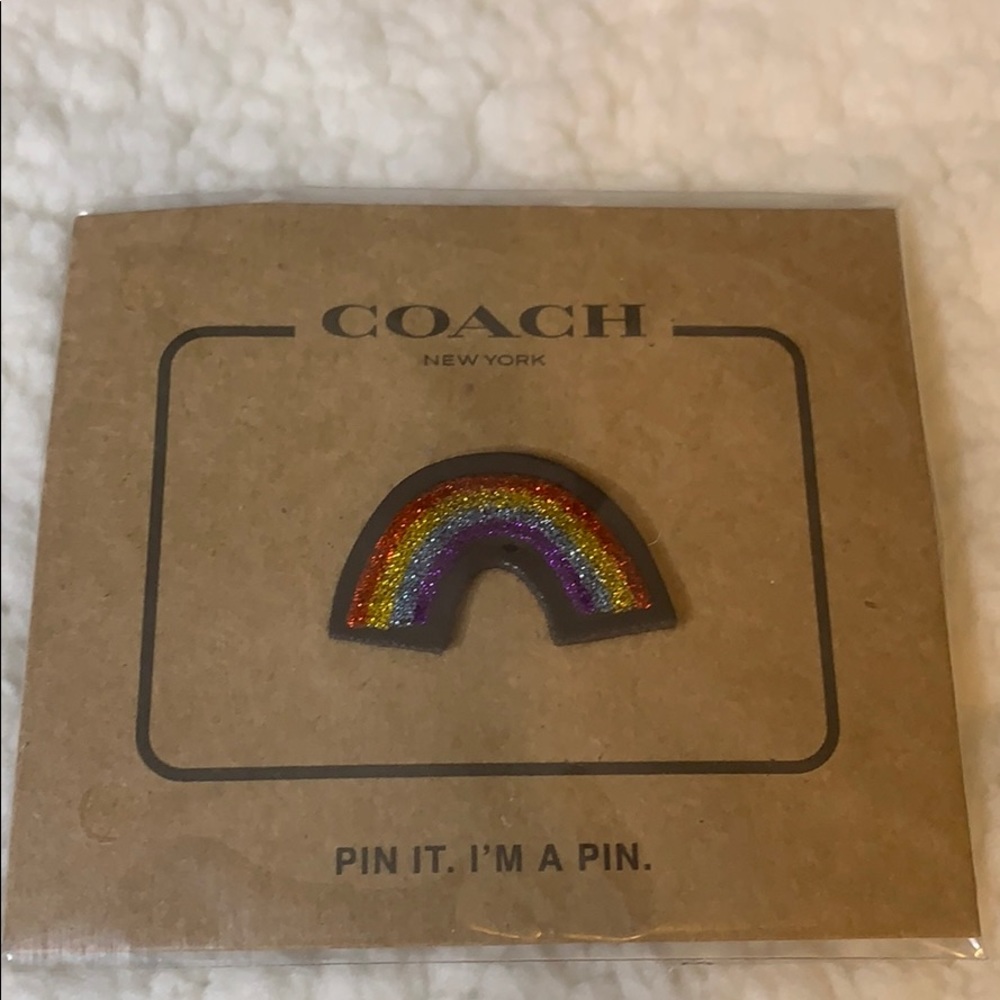 COACH
NEW YORK
PIN IT. I'M A PIN.